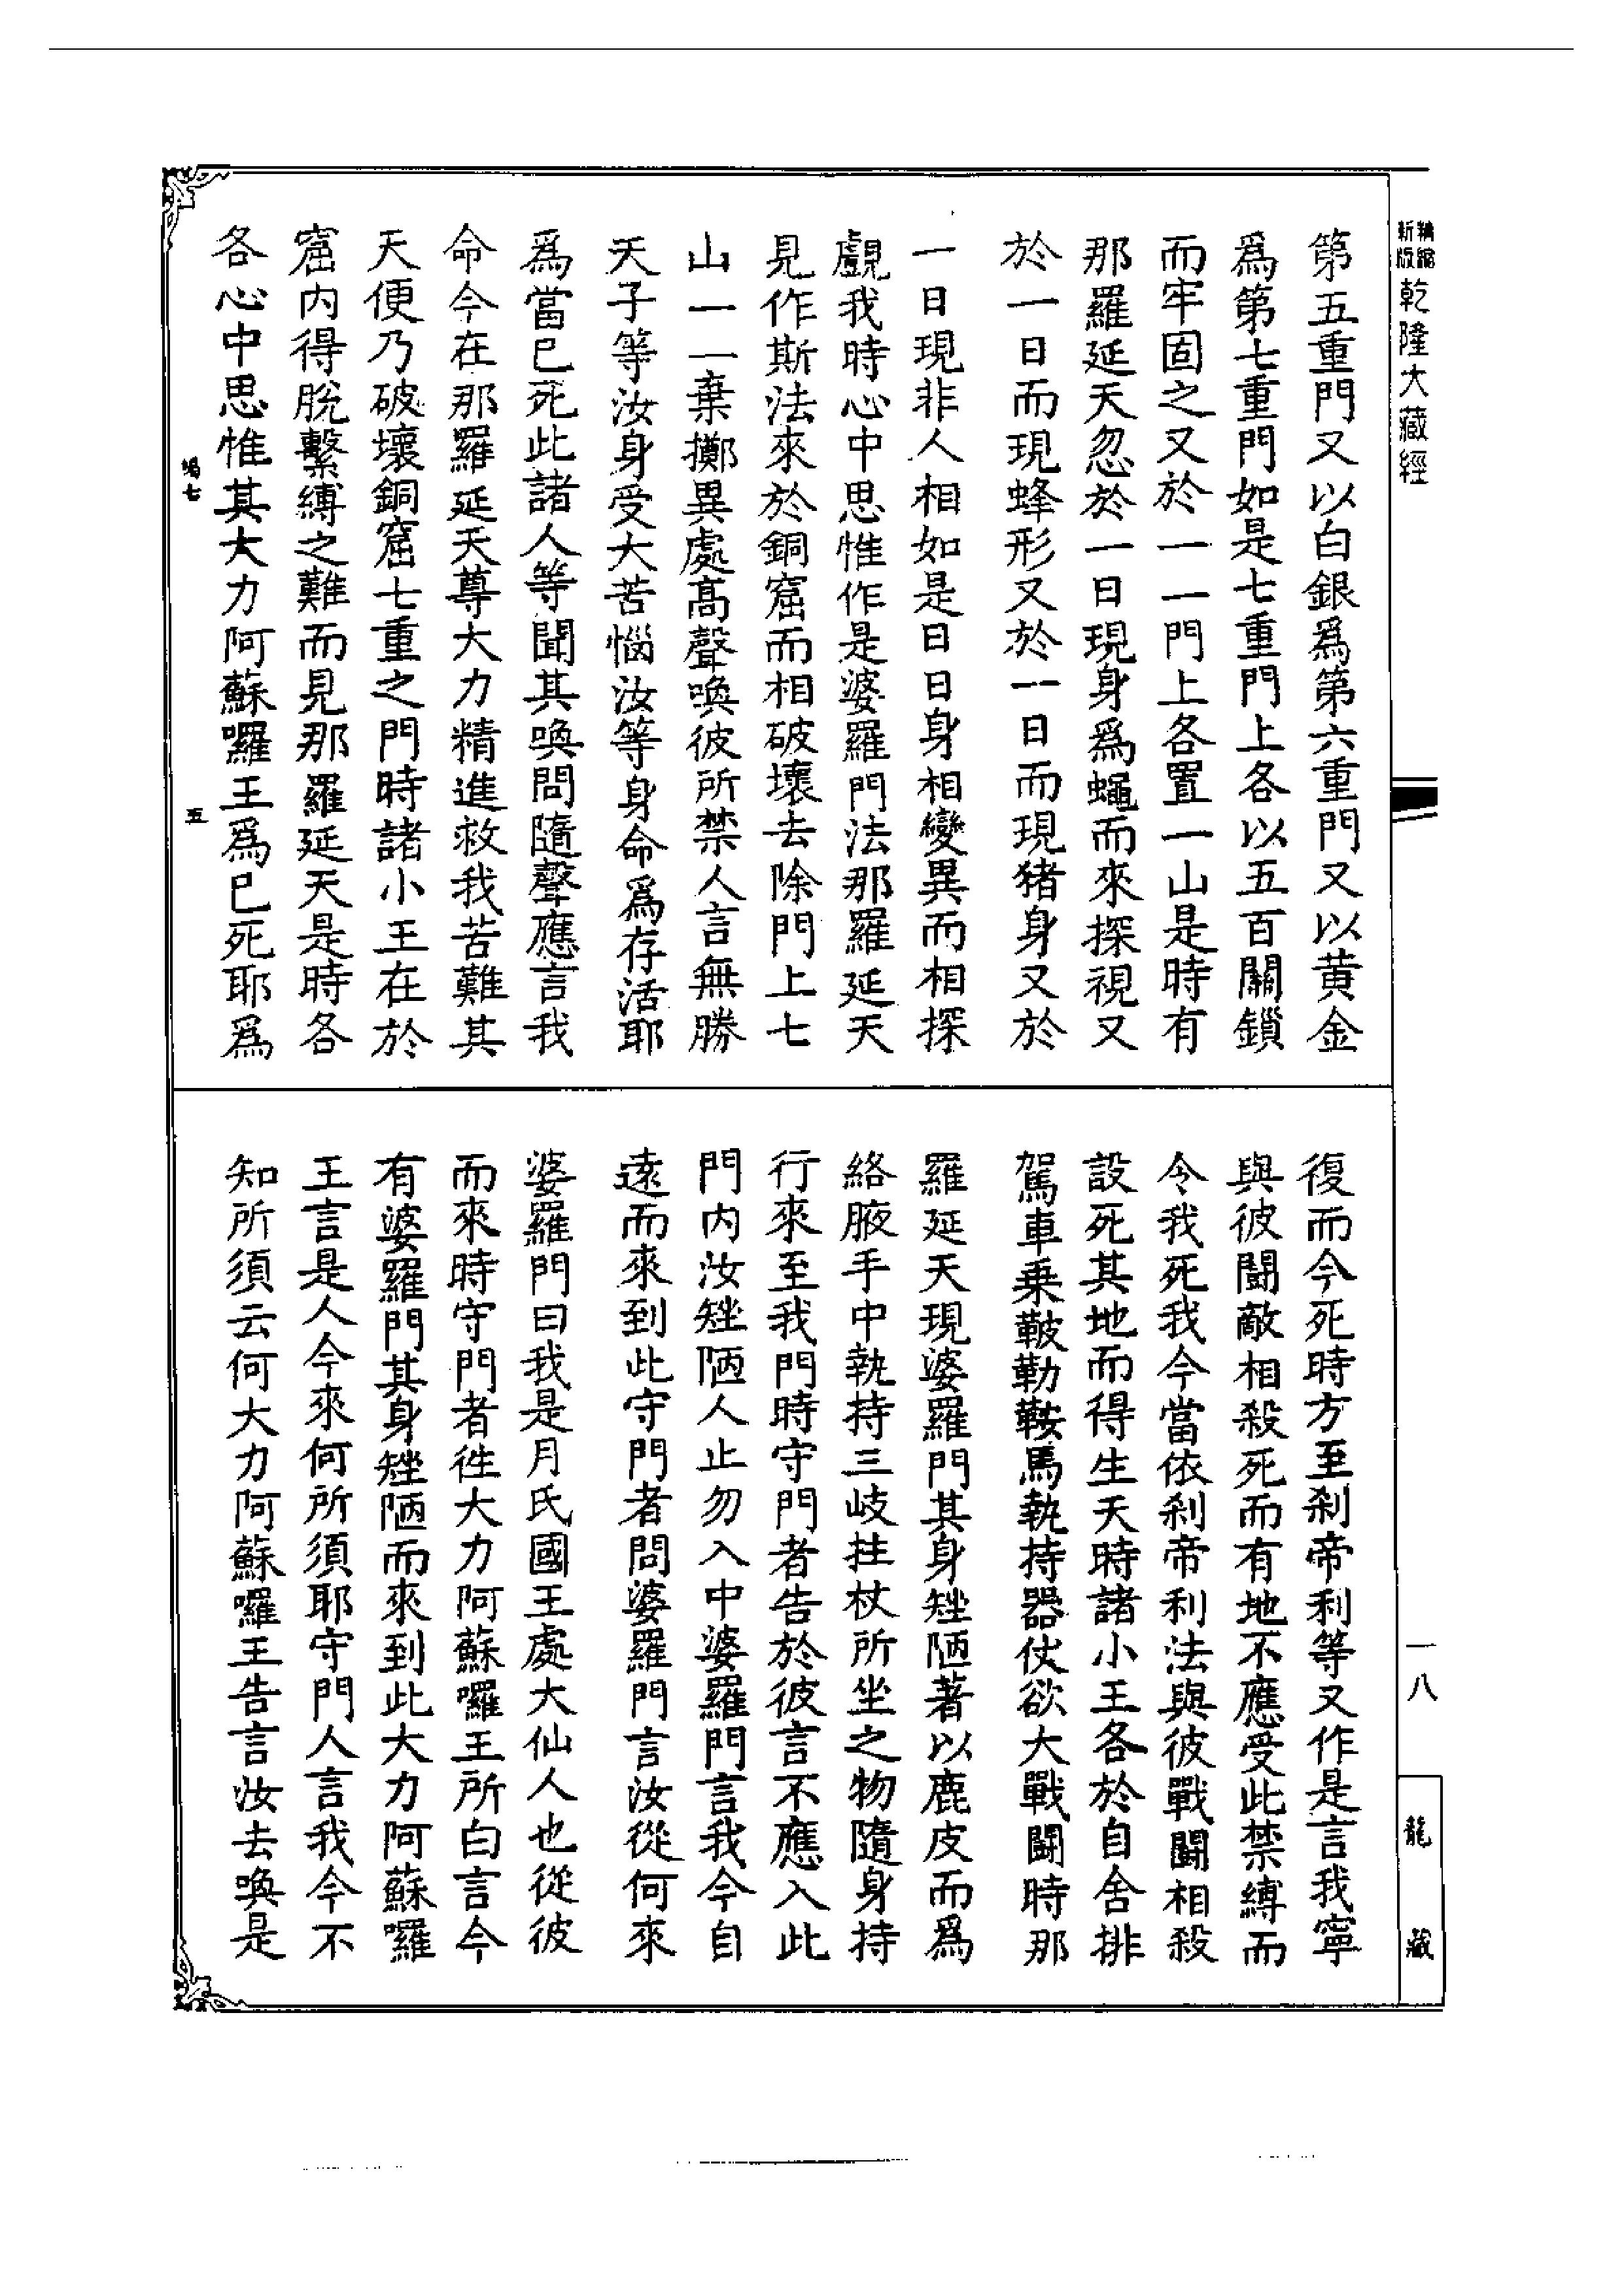 精縮新版
乾隆大藏經
第五重門又以白銀爲第六重門又以黄金
爲第七重門如是七重門上各以五百關鎖
而牢固之又於一一門上各置一山是時有
那羅延天忽於一日現身爲蠅而來探視又
於一日而現蜂形又於一日而現猪身又於
一日現非人相如是日日身相變異而相探
覰我時心中思惟作是婆羅門法那羅延天
見作斯法來於銅窟而相破壞去除門上七
山一一棄擲異處髙聲喚彼所禁人言無勝
天子等汝身受大苦惱汝等身命爲存活耶
爲當已死此諸人等聞其喚問隨聲應言我
命今在那羅延天尊大力精進救我苦難其
天便乃破壞銅窟七重之門時諸小王在於
窟内得脫繫縛之難而見那羅延天是時各
各心中思惟其大力阿蘇囉王爲已死耶爲
竭七
五
復而今死時方至刹帝利等又作是言我寧
與彼鬪敵相殺死而有地不應受此禁縛而
令我死我今當依刹帝利法與彼戰鬪相殺
設死其地而得生天時諸小王各於自舍排
駕車乗鞁勒鞍馬執持器仗欲大戰鬪時那
羅延天現婆羅門其身矬陋著以鹿皮而爲
絡腋手中執持三岐拄杖所坐之物隨身持
行來至我門時守門者告於彼言不應入此
門内汝矬陋人止勿入中婆羅門言我今自
遠而來到此守門者問婆羅門言汝從何來
婆羅門曰我是月氏國王處大仙人也從彼
而來時守門者徃大力阿蘇囉王所白言今
有婆羅門其身矬陋而來到此大力阿蘇囉
王言是人今來何所須耶守門人言我今不
知所須云何大力阿蘇囉王告言汝去喚是
一八
龍藏